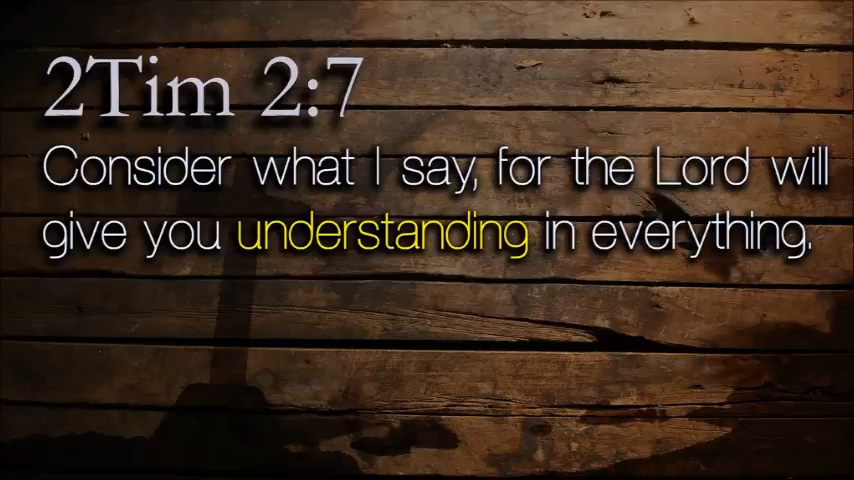 2Tim 2:7
Consider what I say, for the Lord will
give you understanding in everything.